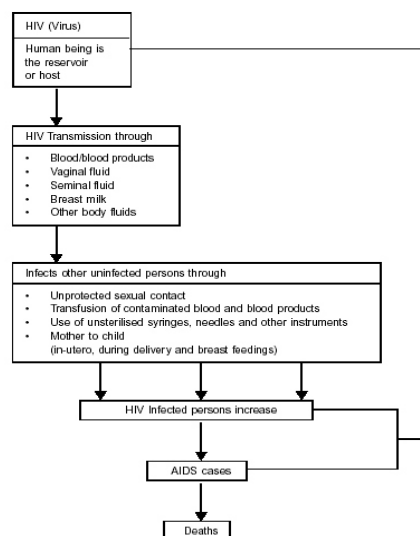 HIV (Virus)
Human being is
the reservoir
or host
HIV Transmission through
• Blood/blood products
• Vaginal fluid
• Seminal fluid
• Breast milk
• Other body fluids
Infects other uninfected persons through
• Unprotected sexual contact
• Transfusion of contaminated blood and blood products
• Use of unsterilised syringes, needles and other instruments
• Mother to child
(in-utero, during delivery and breast feedings)
HIV Infected persons increase
AIDS cases
Deaths